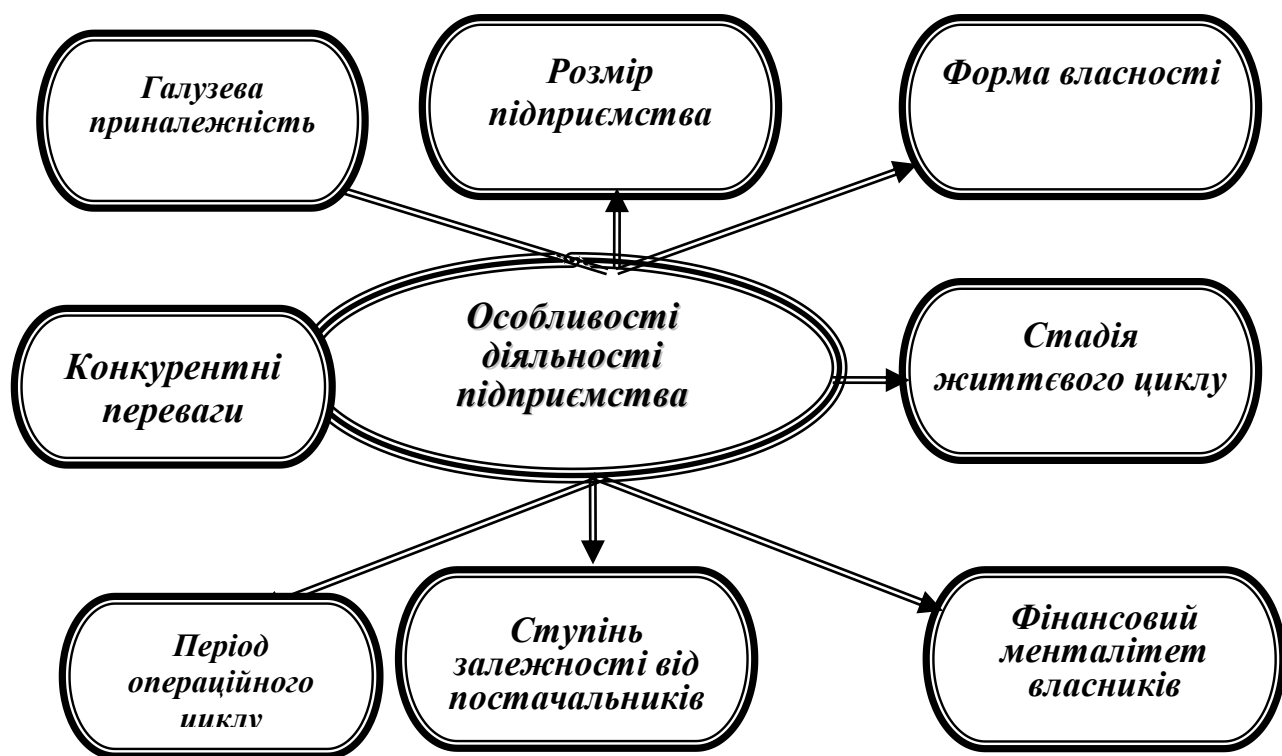 Галузева
приналежність
Розмір
підприємства
Форма власності
Конкурентні
переваги
Особливості
діяльності
підприємства
Стадія
життєвого циклу
Період
операційного
циклу
Ступінь
залежності від
постачальників
Фінансовий
менталітет
власників